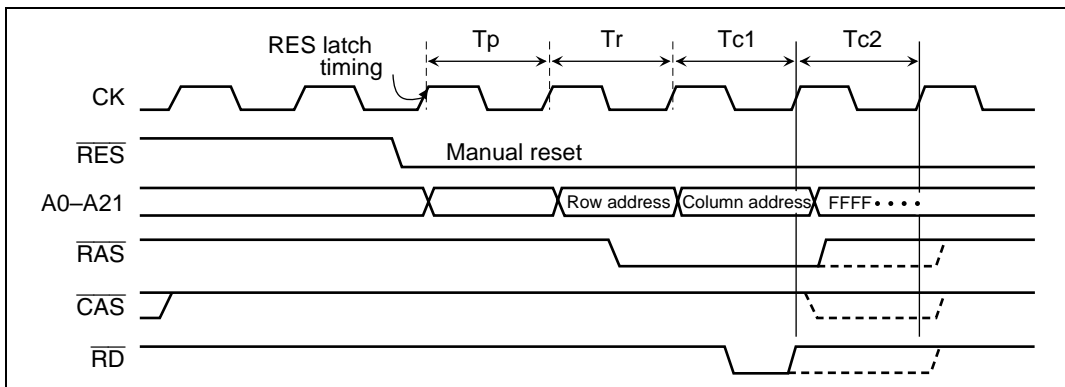 Tp Tr Tc1 Tc2
RES latch
timing
CK
RES
Manual reset
A0–A21
Row address
Column address
FFFF • • • •
RAS
CAS
RD